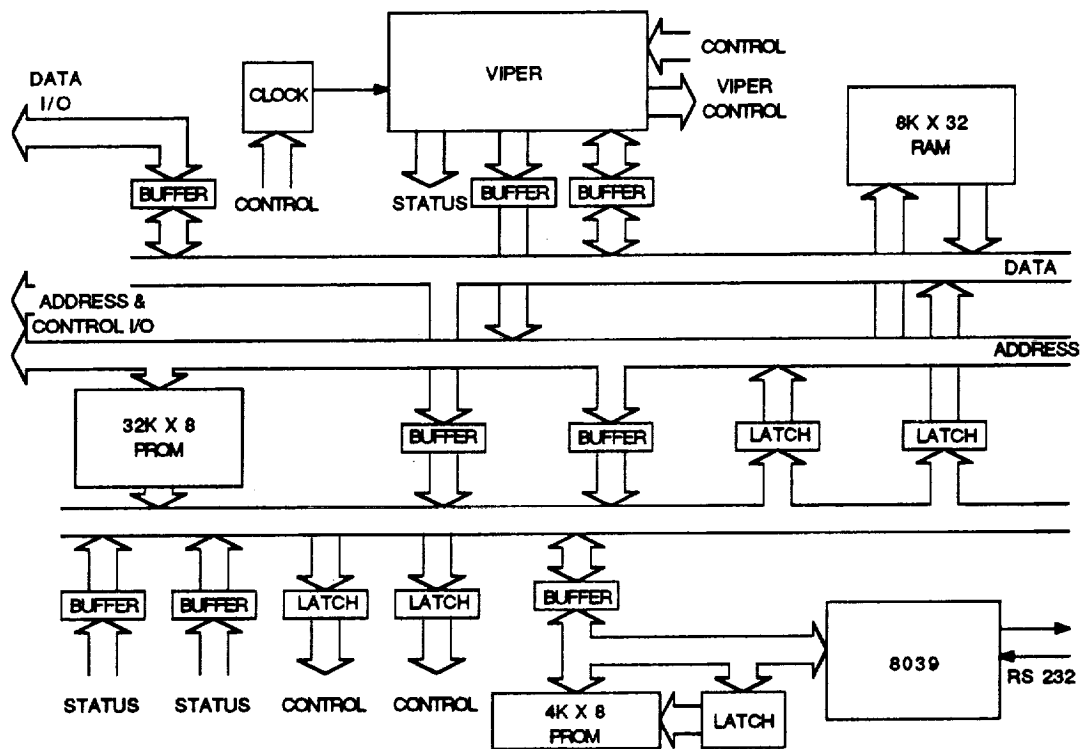 DATA
I/O
CLOCK
CONTROL
VIPER
CONTROL
VIPER
CONTROL
8K X 32
RAM
BUFFER
STATUS
BUFFER
BUFFER
DATA
ADDRESS &
CONTROL I/O
ADDRESS
32K X 8
PROM
BUFFER
BUFFER
LATCH
LATCH
BUFFER
BUFFER
LATCH
LATCH
BUFFER
STATUS
STATUS
CONTROL
CONTROL
4K X 8
PROM
LATCH
8039
RS 232